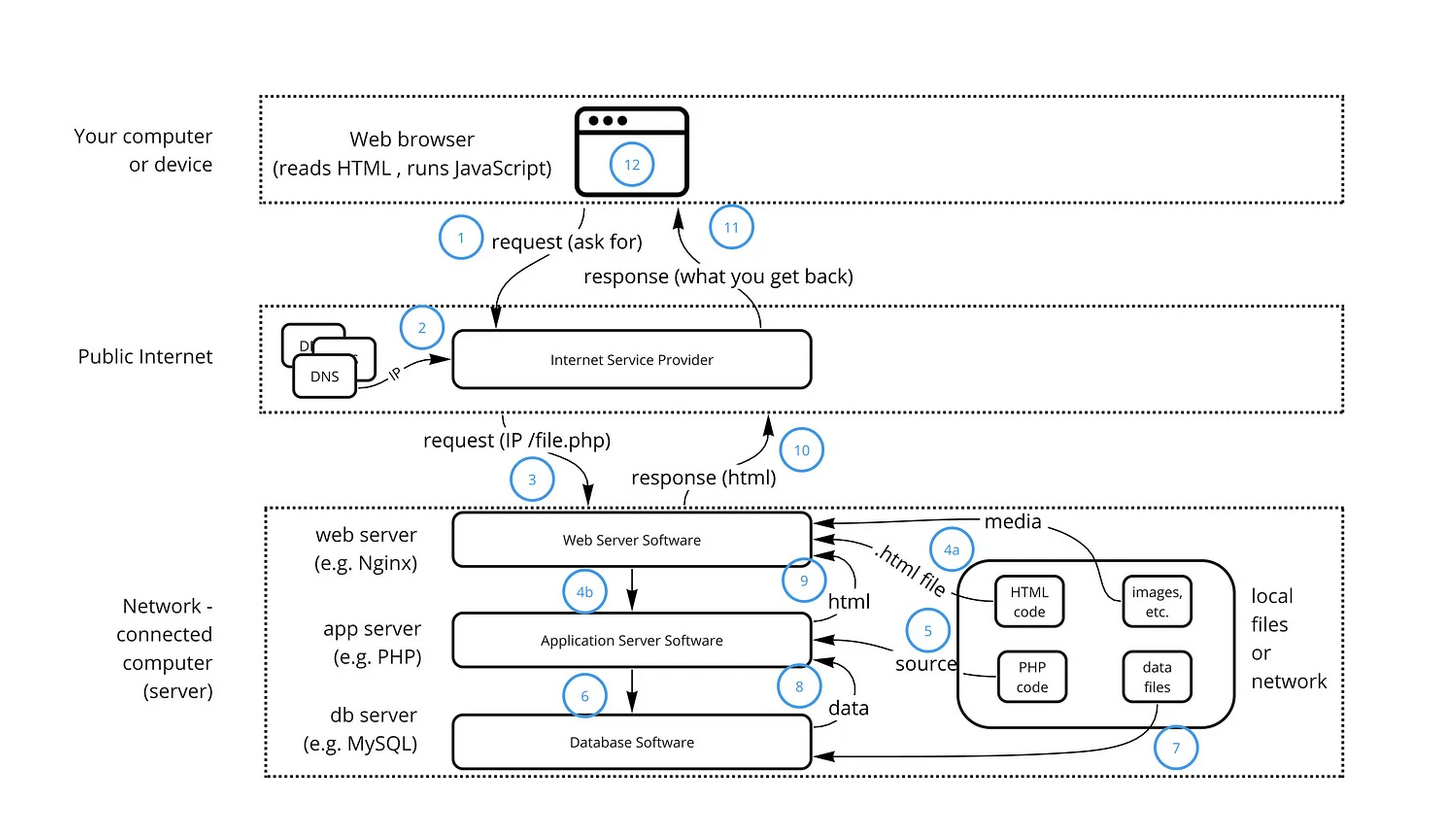 Your computer
or device
Web browser
(reads HTML , runs JavaScript)
12
1
request (ask for)
11
response (what you get back)
Public Internet
2
DNS
IP
Internet Service Provider
request (IP /file.php)
3
response (html)
10
Network -
connected
computer
(server)
web server
(e.g. Nginx)
Web Server Software
media
4a
.html file
4b
9
html
app server
(e.g. PHP)
Application Server Software
5
source
6
8
data
db server
(e.g. MySQL)
Database Software
HTML
code
images,
etc.
PHP
code
data
files
7
local
files
or
network